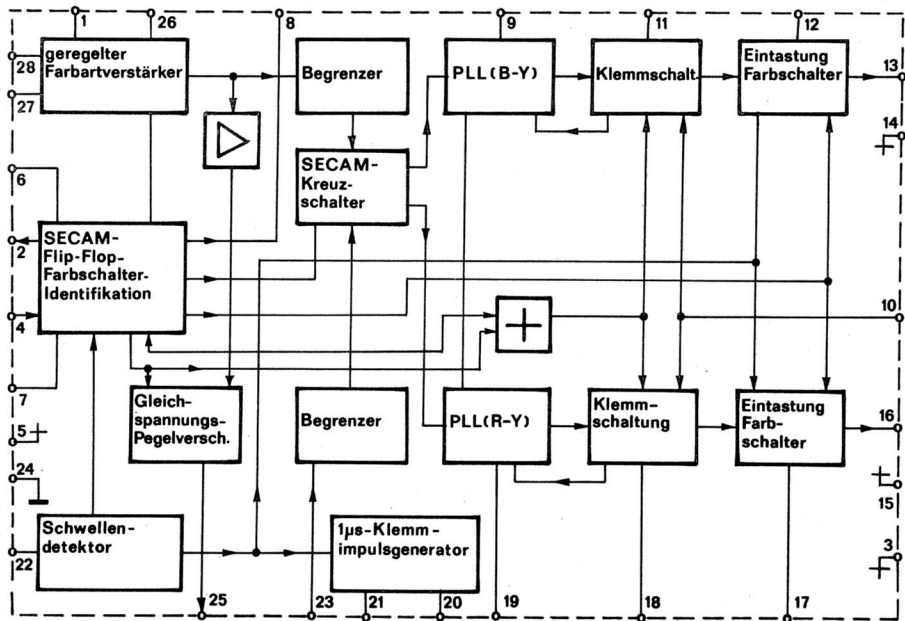 1
26
8
9
11
12
geregelter
Farbartverstärker
Begrenzer
PLL(B-Y)
Klemmschalt.
Eintastung
Farbschalter
28
27
13
14
SECAM-
Kreuz-
schalter
6
2
4
7
SECAM-
Flip-Flop-
Farbschalter-
Identifikation
10
Gleich-
spannungs-
Pegelversch.
Begrenzer
PLL(R-Y)
Klemm-
schaltung
Eintastung
Farb-
schalter
5
24
16
15
3
Schwellen-
detektor
1µs-Klemm-
impulsgenerator
22
25
23
21
20
19
18
17